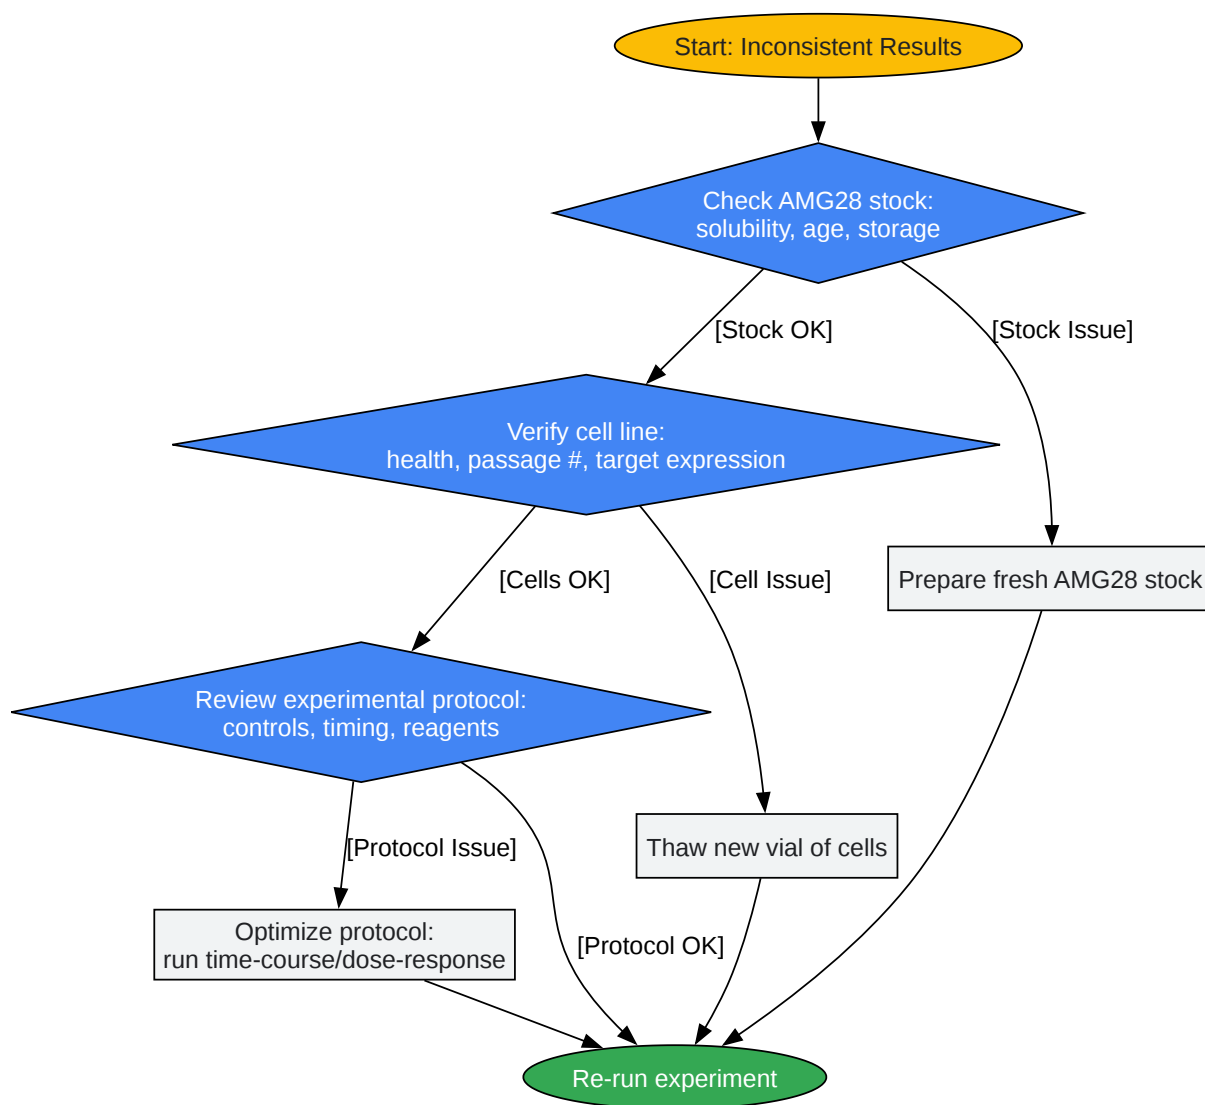 Start: Inconsistent Results
Check AMG28 stock:
solubility, age, storage
[Stock OK]
[Stock Issue]
Verify cell line:
health, passage #, target expression
[Cells OK]
[Cell Issue]
Prepare fresh AMG28 stock
Review experimental protocol:
controls, timing, reagents
[Protocol Issue]
Thaw new vial of cells
Optimize protocol:
run time-course/dose-response
[Protocol OK]
Re-run experiment